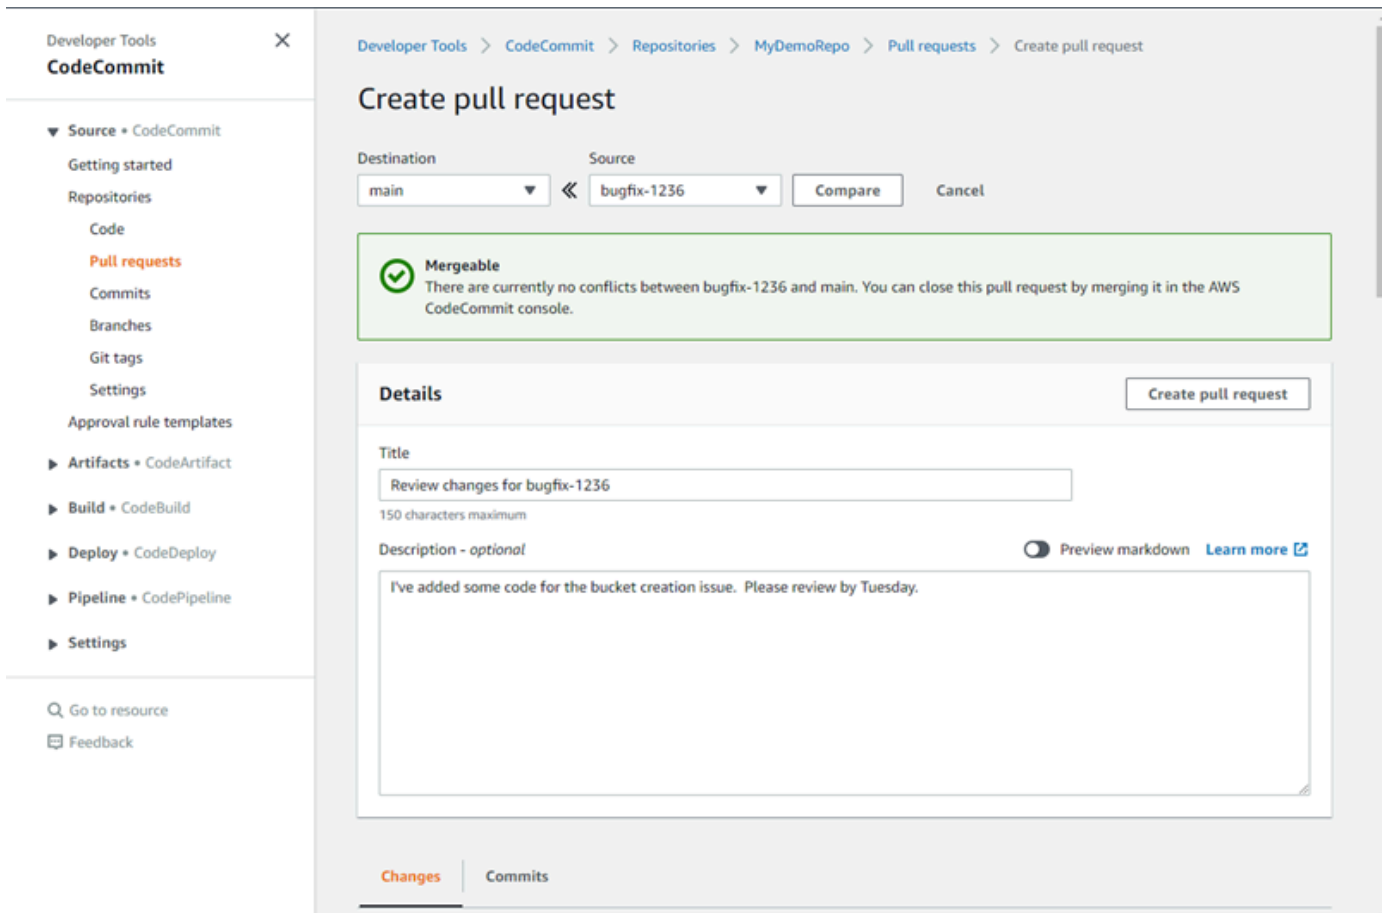 Developer Tools
CodeCommit
Source • CodeCommit
Getting started
Repositories
Code
Pull requests
Commits
Branches
Git tags
Settings
Approval rule templates
Artifacts • CodeArtifact
Build • CodeBuild
Deploy • CodeDeploy
Pipeline • CodePipeline
Settings
Go to resource
Feedback
Developer Tools > CodeCommit > Repositories > MyDemoRepo > Pull requests > Create pull request
Create pull request
Destination Source
main « bugfix-1236 Compare Cancel
Mergeable
There are currently no conflicts between bugfix-1236 and main. You can close this pull request by merging it in the AWS
CodeCommit console.
Details Create pull request
Title
Review changes for bugfix-1236
150 characters maximum
Description - optional Preview markdown Learn more
I've added some code for the bucket creation issue.  Please review by Tuesday.
Changes Commits